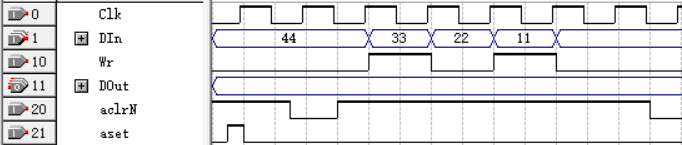 0 Clk
1 + DIn 44 33 22 11
10 Wr
11 + DOut
20 aclrN
21 aset